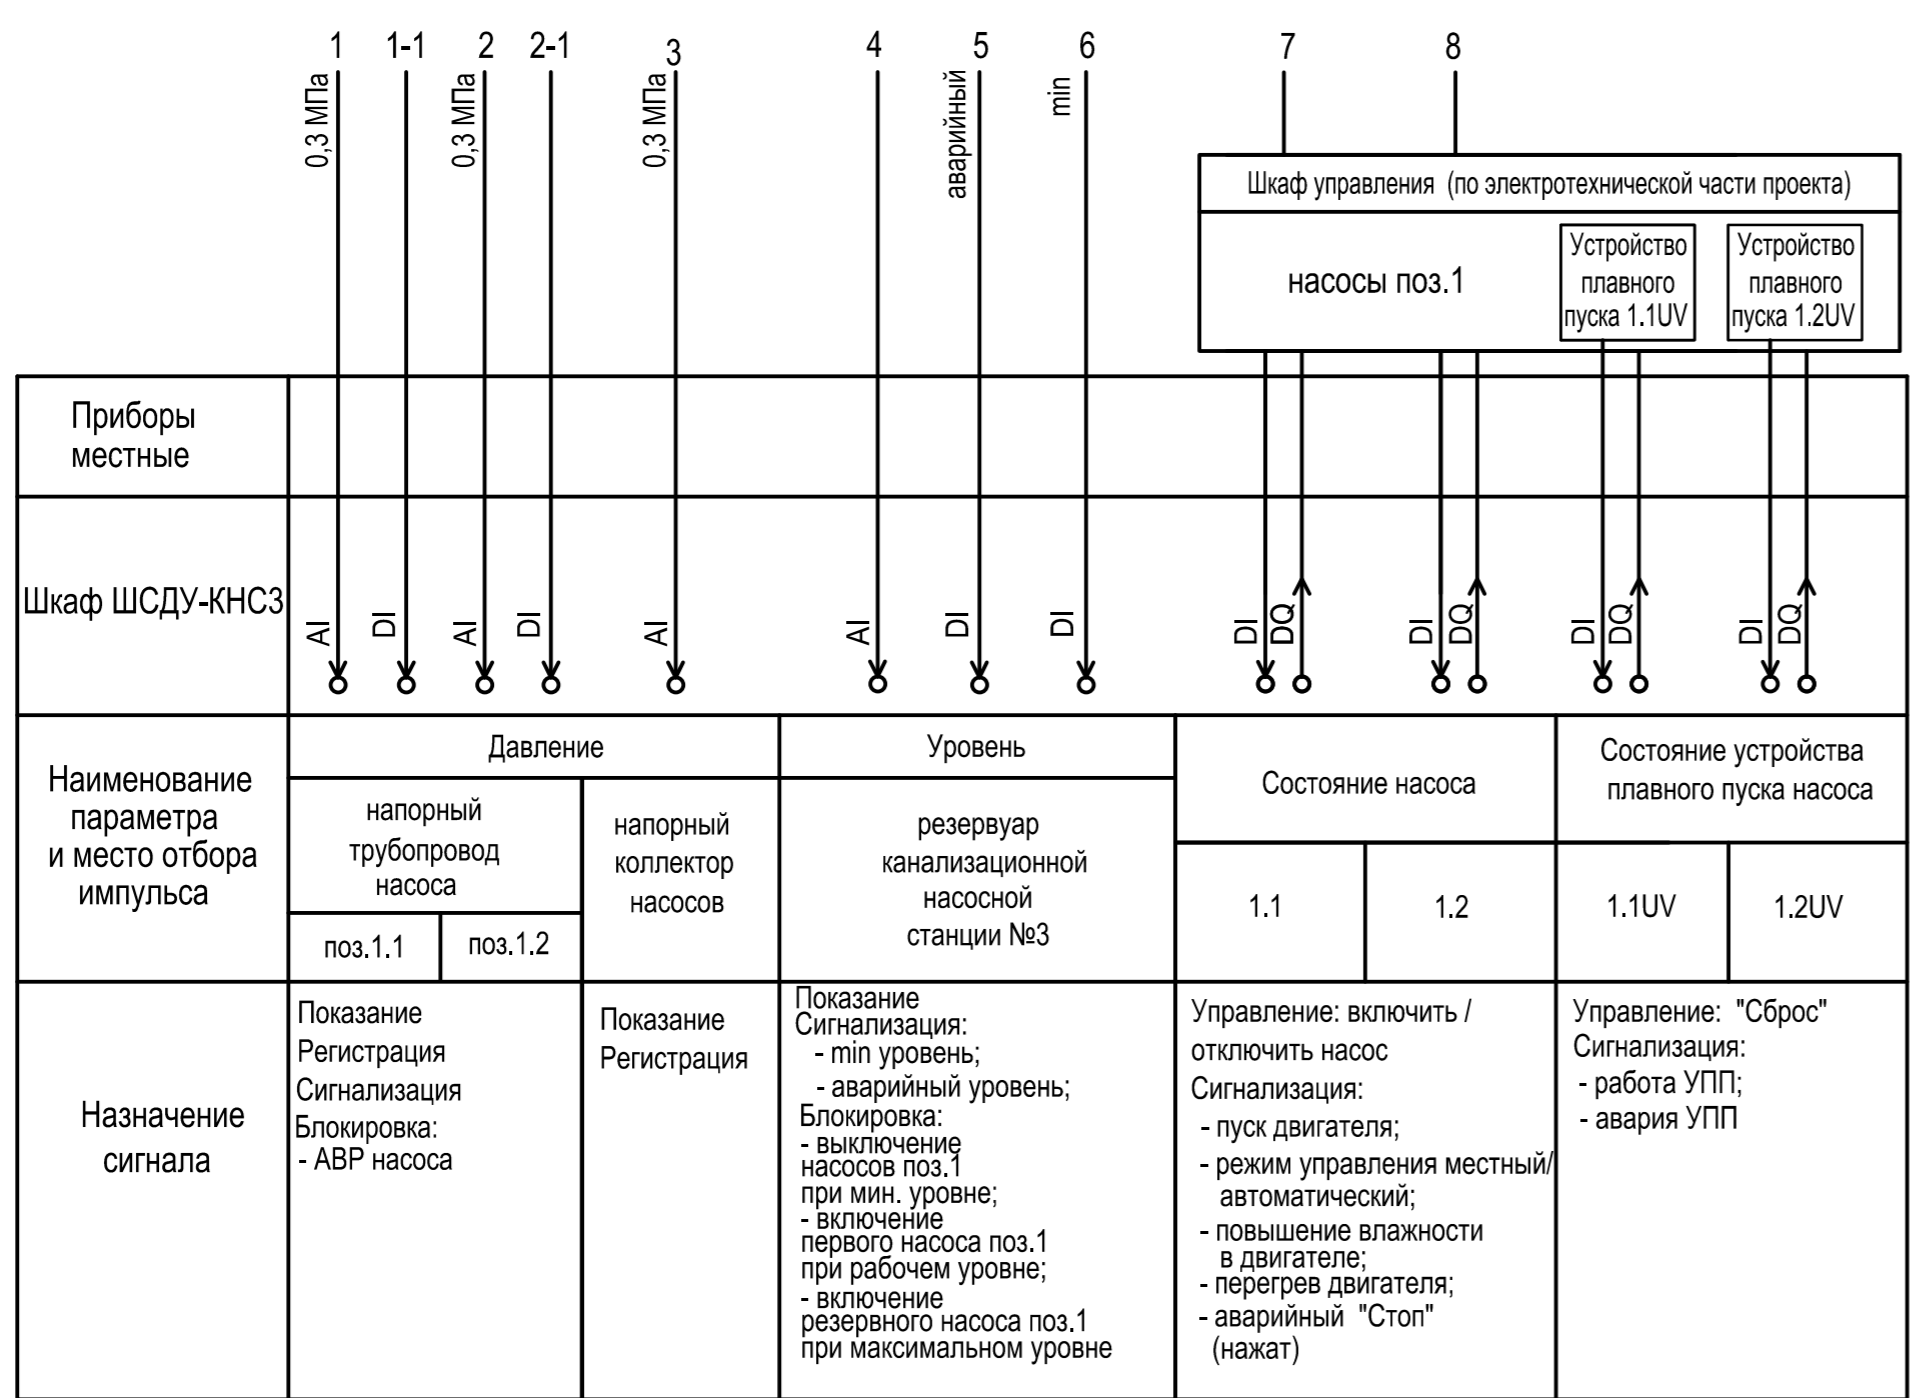 1 1-1 2 2-1 3 4 5 6 7 8
0,3 МПа
0,3 МПа
0,3 МПа
аварийный
min
Шкаф управления (по электротехнической части проекта)
насосы поз.1
Устройство
плавного
пуска 1.1UV
Устройство
плавного
пуска 1.2UV
Приборы
местные
Шкаф ШСДУ-КНС3
AI DI AI DI AI AI DI DI DI DQ DI DQ DI DQ DI DQ
Наименование
параметра
и место отбора
импульса
Давление
напорный
трубопровод
насоса
поз.1.1
поз.1.2
напорный
коллектор
насосов
Уровень
резервуар
канализационной
насосной
станции №3
Состояние насоса
1.1
1.2
Состояние устройства
плавного пуска насоса
1.1UV
1.2UV
Назначение
сигнала
Показание
Регистрация
Сигнализация
Блокировка:
- АВР насоса
Показание
Регистрация
Показание
Сигнализация:
- min уровень;
- аварийный уровень;
Блокировка:
- выключение
насосов поз.1
при мин. уровне;
- включение
первого насоса поз.1
при рабочем уровне;
- включение
резервного насоса поз.1
при максимальном уровне
Управление: включить /
отключить насос
Сигнализация:
- пуск двигателя;
- режим управления местный/
автоматический;
- повышение влажности
в двигателе;
- перегрев двигателя;
- аварийный "Стоп"
(нажат)
Управление: "Сброс"
Сигнализация:
- работа УПП;
- авария УПП